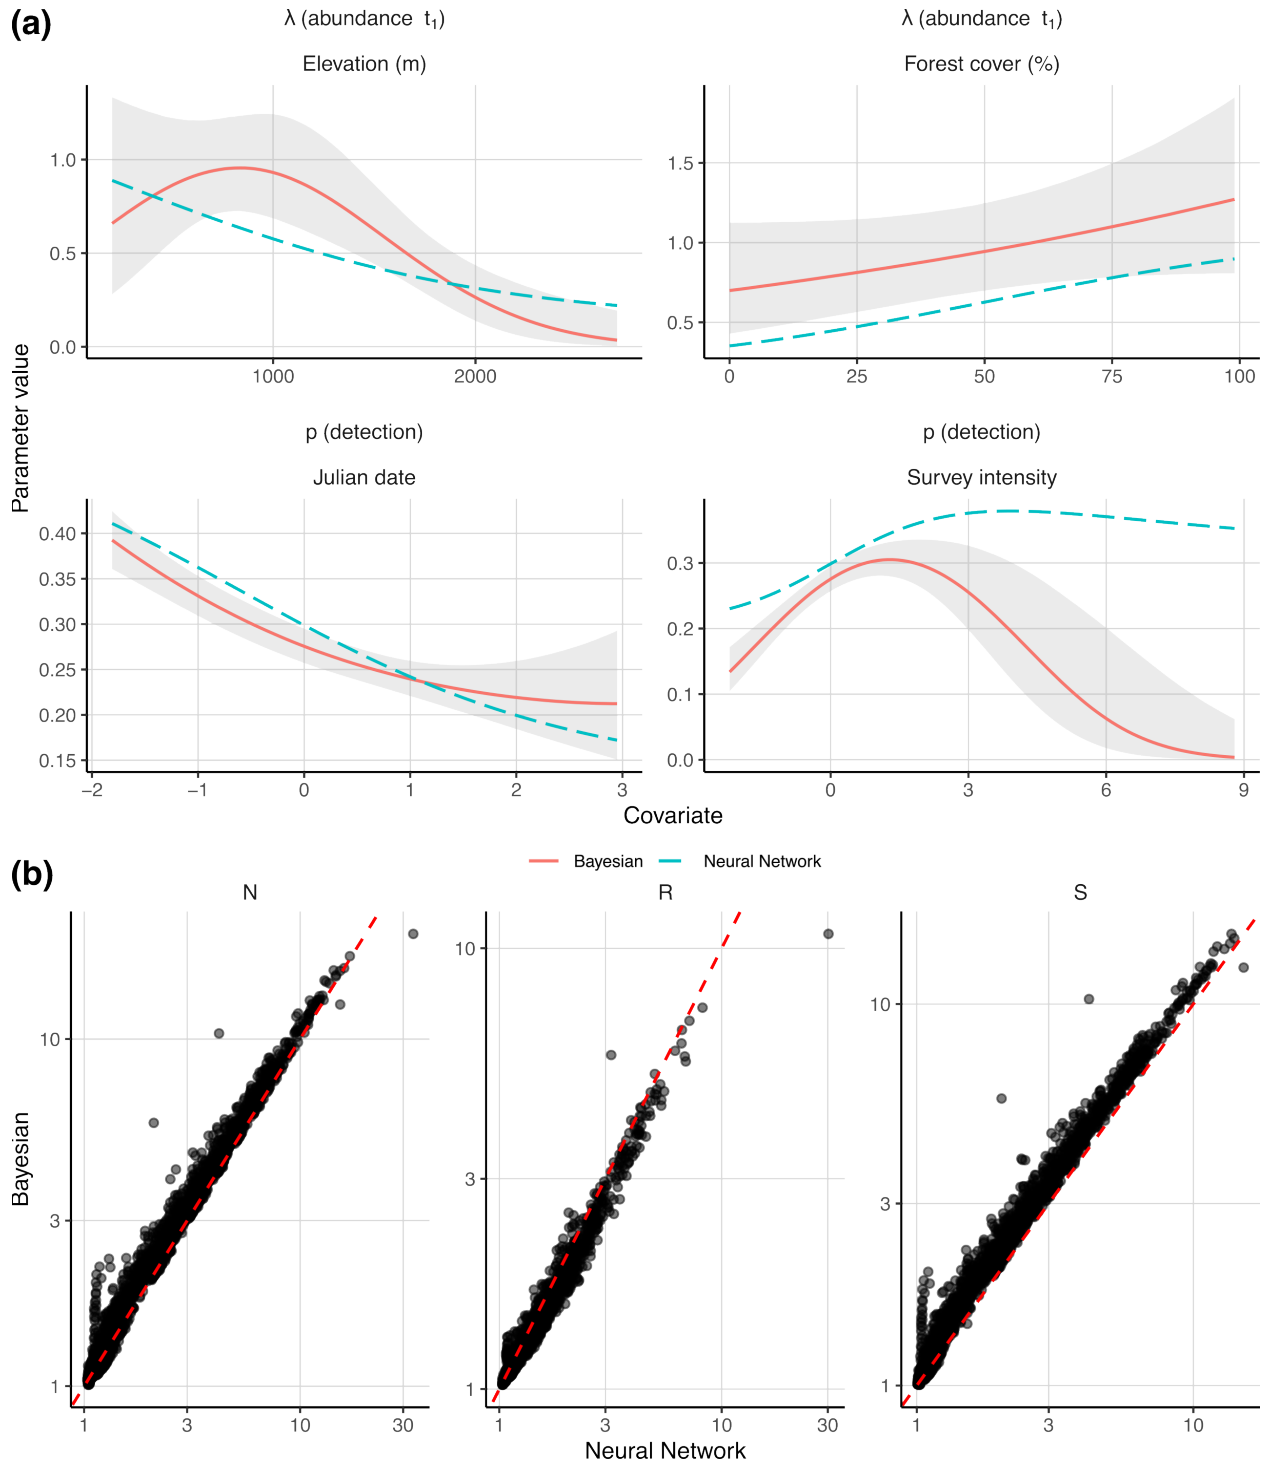 (a)
λ (abundance t1)
Elevation (m)
1.0
0.5
0.0
1000
2000
λ (abundance t1)
Forest cover (%)
1.5
1.0
0.5
0
25
50
75
100
Parameter value
p (detection)
Julian date
0.40
0.35
0.30
0.25
0.20
0.15
−2
−1
0
1
2
3
p (detection)
Survey intensity
0.3
0.2
0.1
0.0
0
3
6
9
Covariate
Bayesian
Neural Network
(b)
N
10
3
1
1
3
10
30
R
10
3
1
1
3
10
30
S
10
3
1
1
3
10
Bayesian
Neural Network